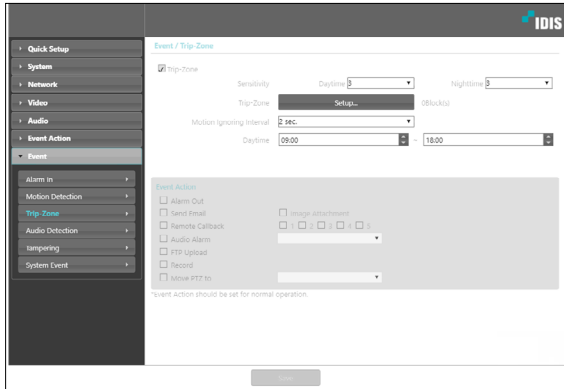 IDIS
Quick Setup
System
Network
Video
Audio
Event Action
Event
Alarm In
Motion Detection
Trip-Zone
Audio Detection
Tampering
System Event
Event / Trip-Zone
Trip-Zone
Sensitivity Daytime 3 Nighttime 3
Trip-Zone Setup... 0Block(s)
Motion Ignoring Interval 2 sec.
Daytime 09:00 ~ 18:00
Event Action
Alarm Out
Send Email Image Attachment
Remote Callback 1 2 3 4 5
Audio Alarm
FTP Upload
Record
Move PTZ to
*Event Action should be set for normal operation.